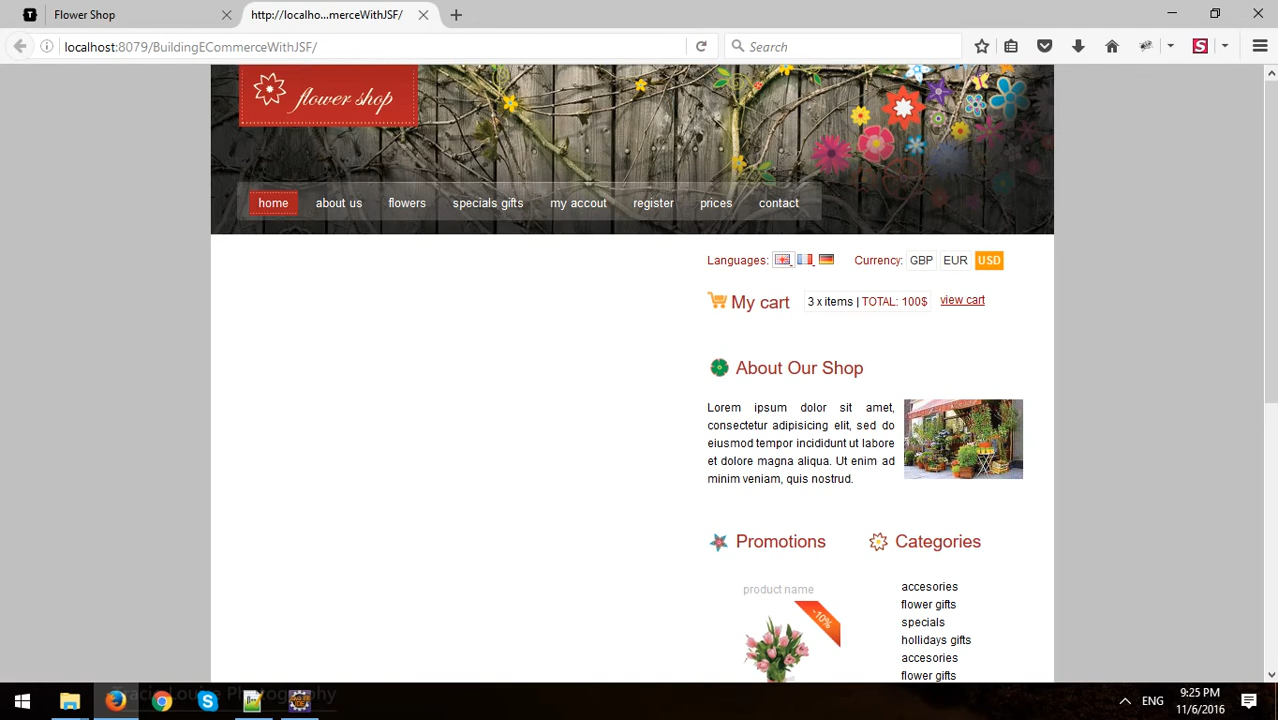 Flower Shop
http://localho...merceWithJSF/
localhost:8079/BuildingECommerceWithJSF/
Search
flower shop
home about us flowers specials gifts my accout register prices contact
Languages: Currency: GBP EUR USD
My cart 3 x items | TOTAL: 100$ view cart
About Our Shop
Lorem ipsum dolor sit amet,
consectetur adipisicing elit, sed do
eiusmod tempor incididunt ut labore
et dolore magna aliqua. Ut enim ad
minim veniam, quis nostrud.
Promotions
product name
-10%
Categories
accesories
flower gifts
specials
hollidays gifts
accesories
flower gifts
ENG
9:25 PM
11/6/2016